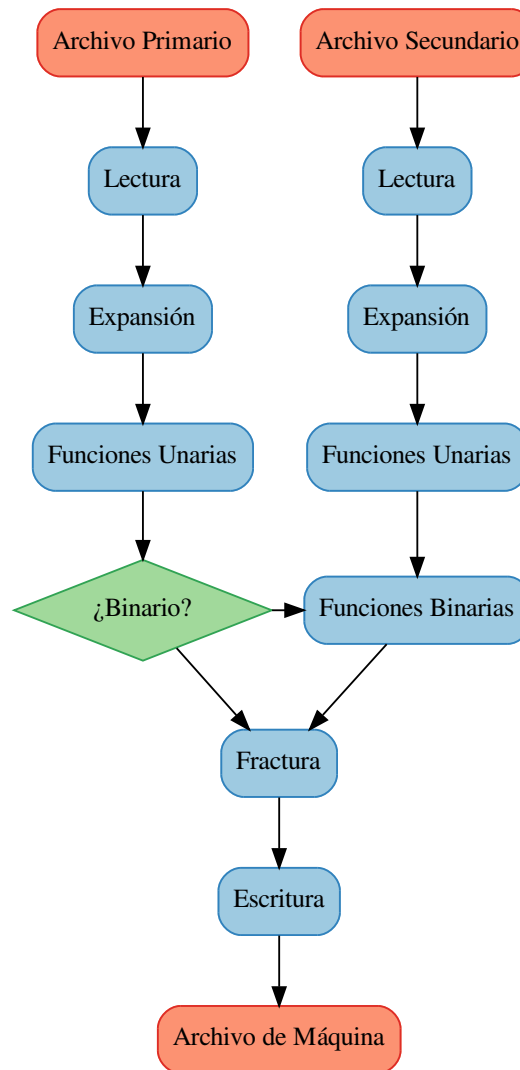 Archivo Primario
Archivo Secundario
Lectura
Lectura
Expansión
Expansión
Funciones Unarias
Funciones Unarias
¿Binario?
Funciones Binarias
Fractura
Escritura
Archivo de Máquina